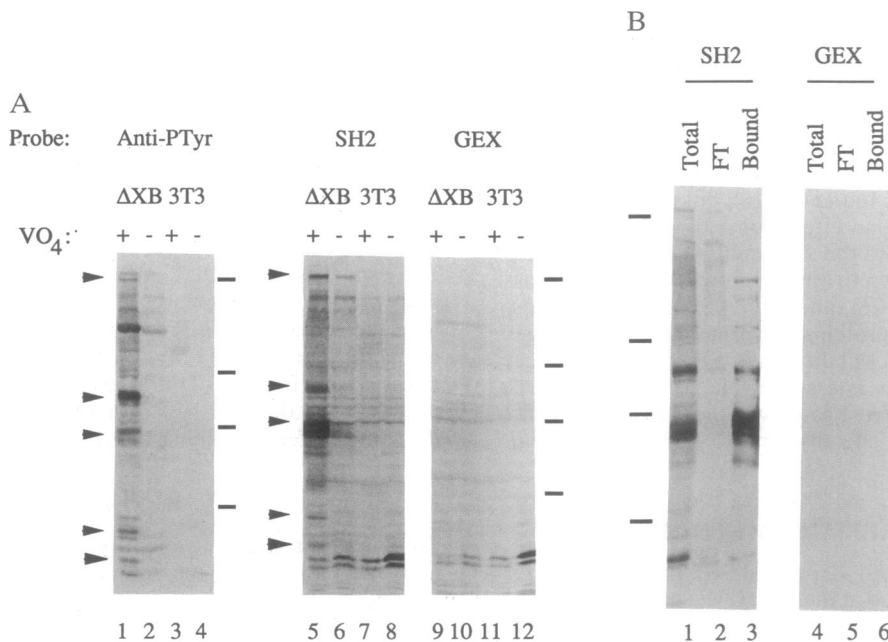 A
Probe: Anti-PTyr SH2 GEX
ΔXB 3T3 ΔXB 3T3 ΔXB 3T3
VO4: + - + - + - + - + - + -
1 2 3 4 5 6 7 8 9 10 11 12
B
SH2 GEX
Total FT Bound Total FT Bound
1 2 3 4 5 6